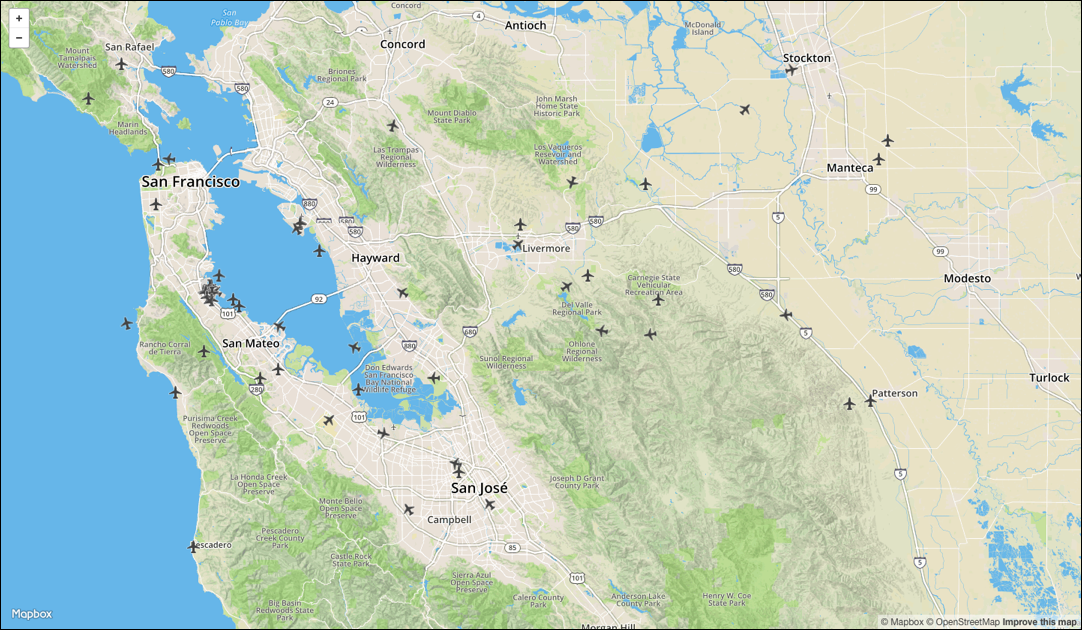 +
−
San
Pablo Bay
Concord
4
Antioch
McDonald
Island
San Rafael
Concord
Mount
Tamalpais
Watershed
580
580
Briones
Regional Park
Stockton
24
Mount Diablo
State Park
John Marsh
Home State
Historic Park
Marin
Headlands
Las Trampas
Regional
Wilderness
Los Vaqueros
Resevoir and
Watershed
Manteca
San Francisco
99
880
580
580
580
580
5
Livermore
99
Hayward
580
Modesto
Carnegie State
Vehicular
Recreation Area
580
92
Del Valle
Regional Park
101
680
5
Rancho Corral
de Tierra
San Mateo
880
Ohlone
Regional
Wilderness
Sunol Regional
Wilderness
Don Edwards
San Francisco
Bay National
Wildlife Refuge
Turlock
280
Patterson
101
Purisima Creek
Redwoods
Open Space
Preserve
La Honda Creek
Open Space
Preserve
San José
Joseph D Grant
County Park
5
Monte Bello
Open Space
Preserve
Campbell
Pescadero
Creek County
Park
Pescadero
85
Castle Rock
State Park
5
Sierra Azul
Open Space
Preserve
101
Big Basin
Redwoods State
Park
Calero County
Park
Anderson Lake
County Park
Henry W. Coe
State Park
Morgan Hill
Mapbox
© Mapbox © OpenStreetMap Improve this map